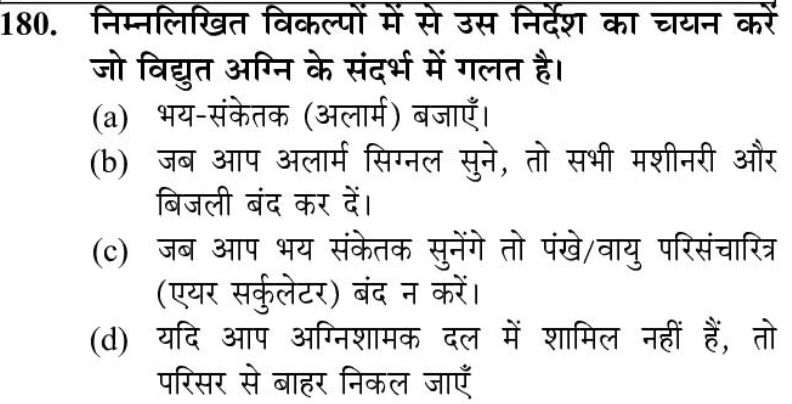 180. निम्नलिखित विकल्पों में से उस निर्देश का चयन करें
जो विद्युत अग्नि के संदर्भ में गलत है।
(a) भय-संकेतक (अलार्म) बजाएँ।
(b) जब आप अलार्म सिग्नल सुने, तो सभी मशीनरी और
बिजली बंद कर दें।
(c) जब आप भय संकेतक सुनेंगे तो पंखे/वायु परिसंचारित्र
(एयर सर्कुलेटर) बंद न करें।
(d) यदि आप अग्निशामक दल में शामिल नहीं हैं, तो
परिसर से बाहर निकल जाएँ